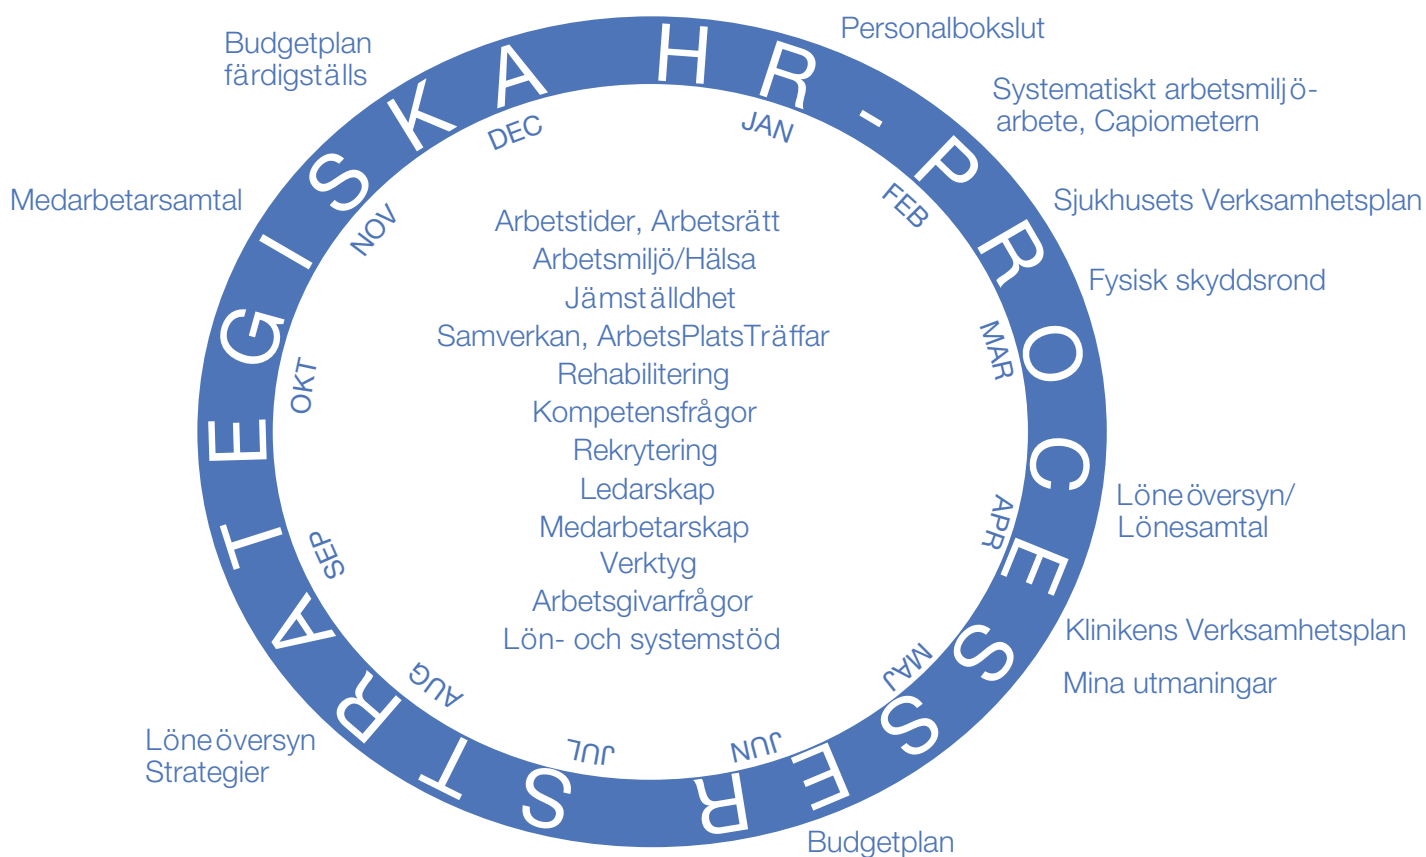 STRATEGISKA HR-PROCESSER
JAN
FEB
MAR
APR
MAJ
JUN
JUL
AUG
SEP
OKT
NOV
DEC
Personalbokslut
Systematiskt arbetsmiljö-
arbete, Capiometern
Sjukhusets Verksamhetsplan
Fysisk skyddsrond
Löneöversyn/
Lönesamtal
Klinikens Verksamhetsplan
Mina utmaningar
Budgetplan
Löneöversyn
Strategier
Medarbetarsamtal
Budgetplan
färdigställs
Arbetstider, Arbetsrätt
Arbetsmiljö/Hälsa
Jämställdhet
Samverkan, ArbetsPlatsTräffar
Rehabilitering
Kompetensfrågor
Rekrytering
Ledarskap
Medarbetarskap
Verktyg
Arbetsgivarfrågor
Lön- och systemstöd